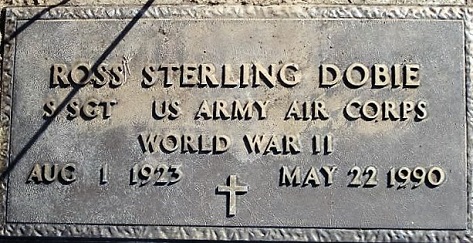 ROSS STERLING DOBIE
S SGT US ARMY AIR CORPS
WORLD WAR II
AUG 1 1923 MAY 22 1990